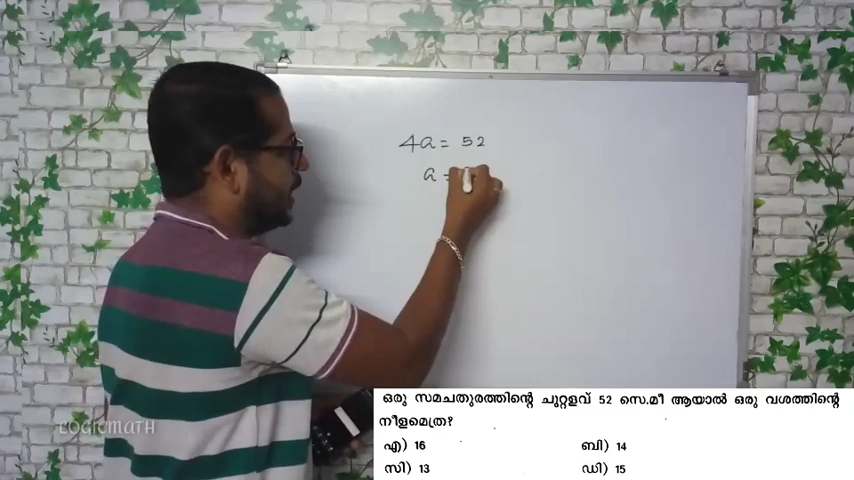 4a = 52
a =
LOGICMATH
ഒരു സമചതുരത്തിന്റെ ചുറ്റളവ് 52 സെ.മീ ആയാൽ ഒരു വശത്തിന്റെ
നീളമെത്ര?
എ) 16 ബി) 14
സി) 13 ഡി) 15